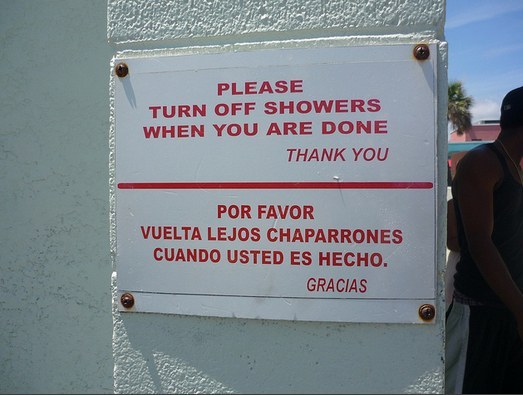 PLEASE
TURN OFF SHOWERS
WHEN YOU ARE DONE
THANK YOU
POR FAVOR
VUELTA LEJOS CHAPARRONES
CUANDO USTED ES HECHO.
GRACIAS